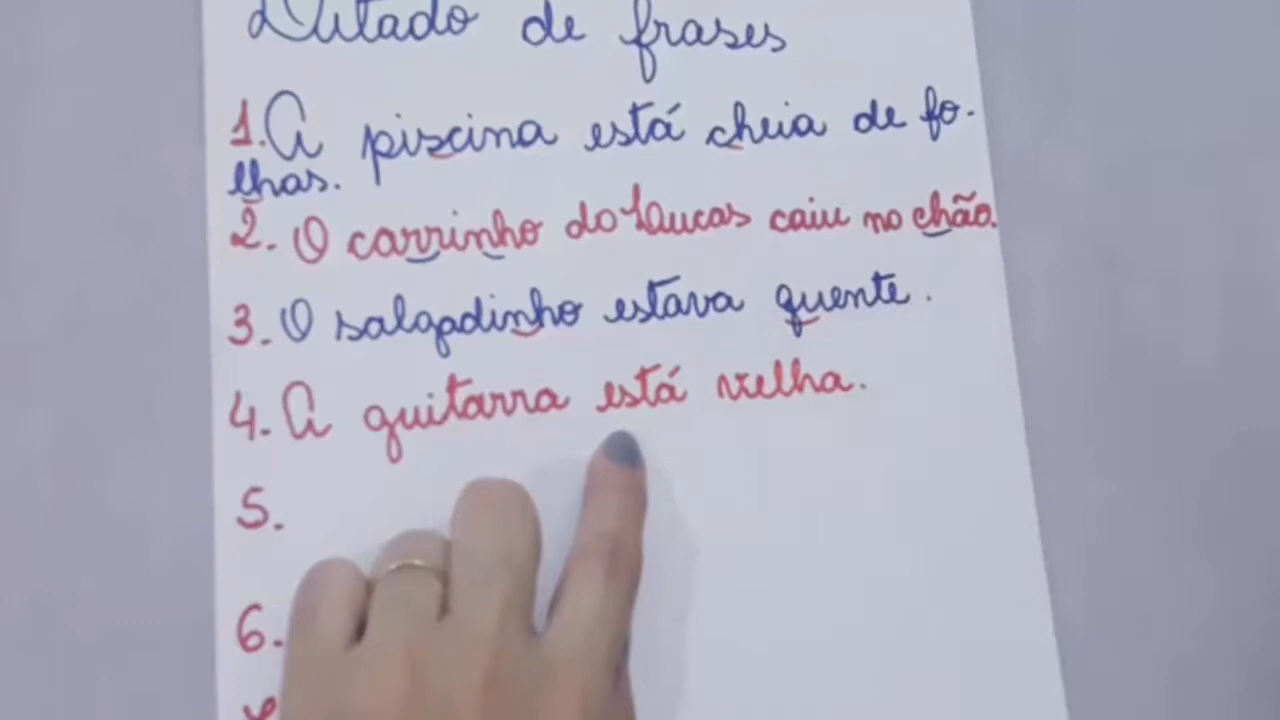 Ditado de frases
1. A piscina está cheia de fo-
lhas.
2. O carrinho do Lucas caiu no chão.
3. O salgadinho estava quente.
4. A guitarra está velha.
5.
6.